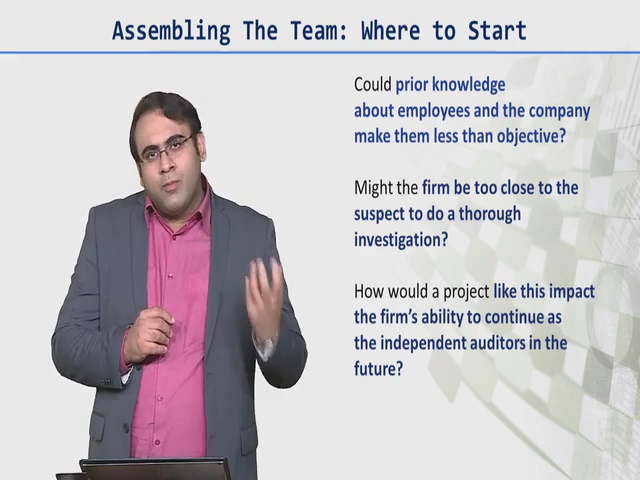 Assembling The Team: Where to Start
Could prior knowledge
about employees and the company
make them less than objective?
Might the firm be too close to the
suspect to do a thorough
investigation?
How would a project like this impact
the firm's ability to continue as
the independent auditors in the
future?